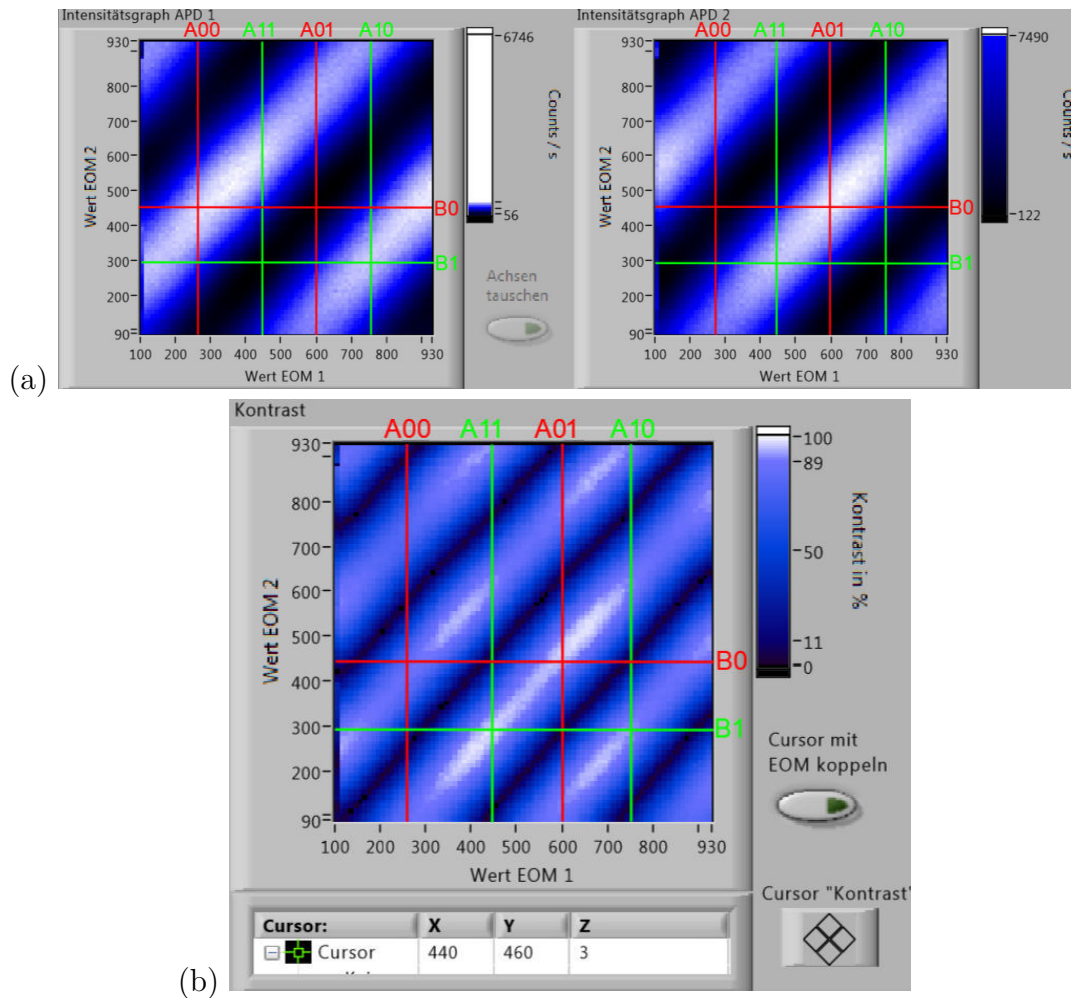 Intensitätsgraph APD 1
A00 A11 A01 A10
930
800
700
600
500
400
300
200
90
Wert EOM 2
B0
B1
100 200 300 400 500 600 700 800 930
Wert EOM 1
6746
56
Counts / s
Achsen
tauschen
Intensitätsgraph APD 2
A00 A11 A01 A10
930
800
700
600
500
400
300
200
90
Wert EOM 2
B0
B1
100 200 300 400 500 600 700 800 930
Wert EOM 1
7490
122
Counts / s
(a)
Kontrast
A00 A11 A01 A10
930
800
700
600
500
400
300
200
90
Wert EOM 2
B0
B1
100 200 300 400 500 600 700 800 930
Wert EOM 1
100
89
50
11
0
Kontrast in %
Cursor mit
EOM koppeln
Cursor "Kontrast"
Cursor: X Y Z
Cursor 440 460 3
(b)